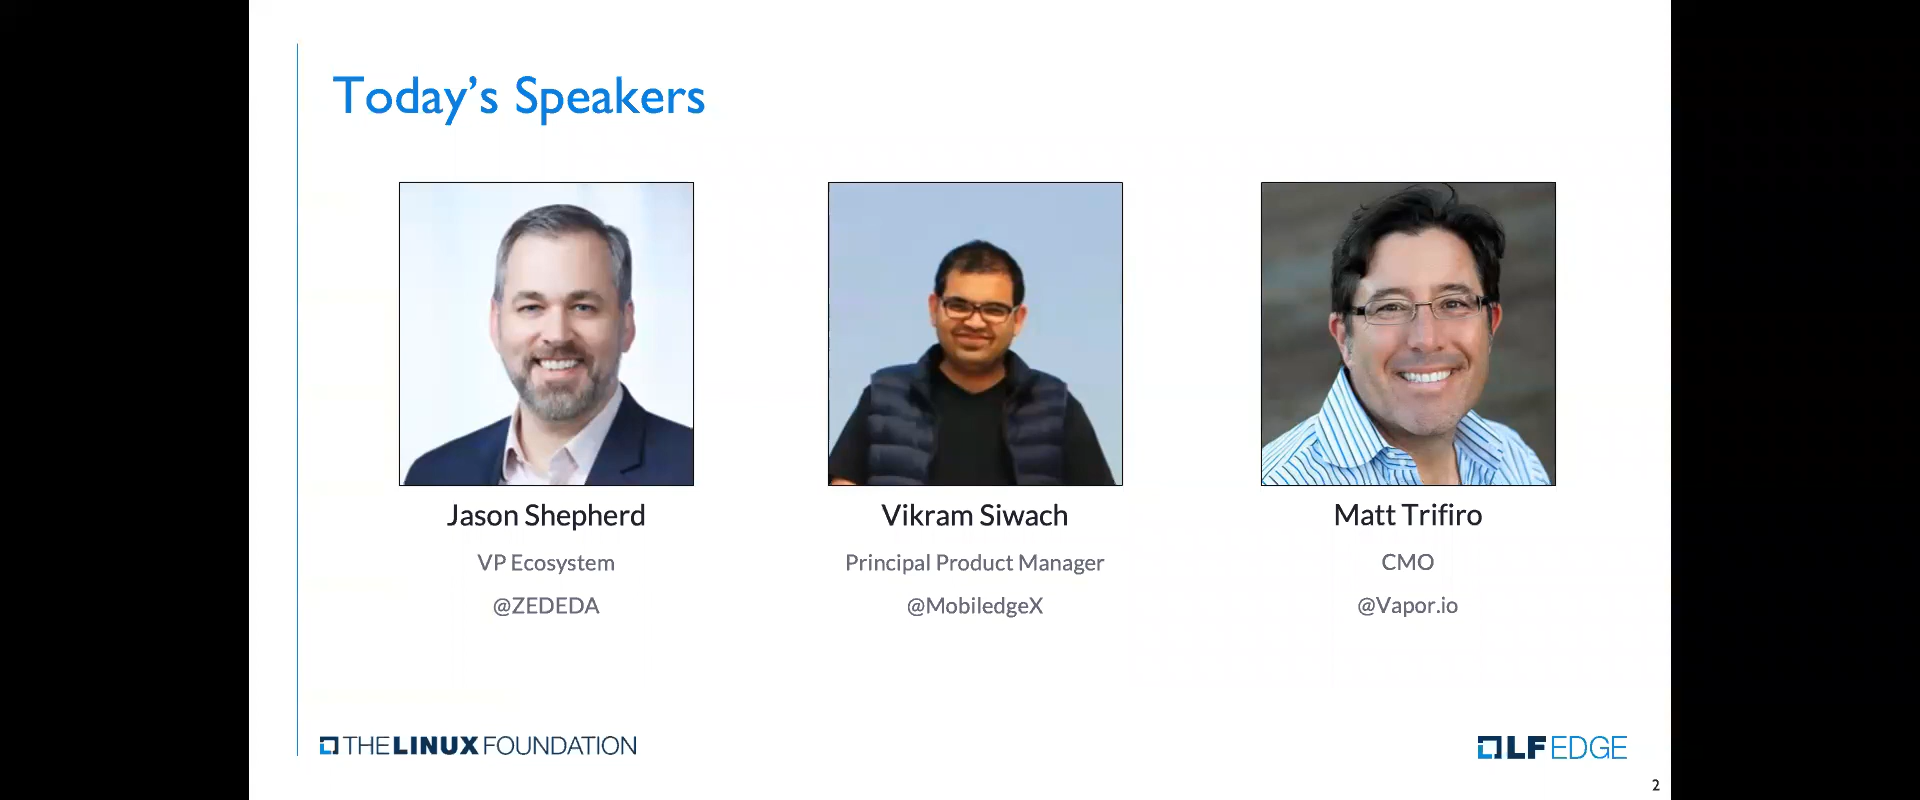 Today's Speakers
Jason Shepherd
VP Ecosystem
@ZEDEDA
Vikram Siwach
Principal Product Manager
@MobiledgeX
Matt Trifiro
CMO
@Vapor.io
THE LINUX FOUNDATION
LF EDGE
2